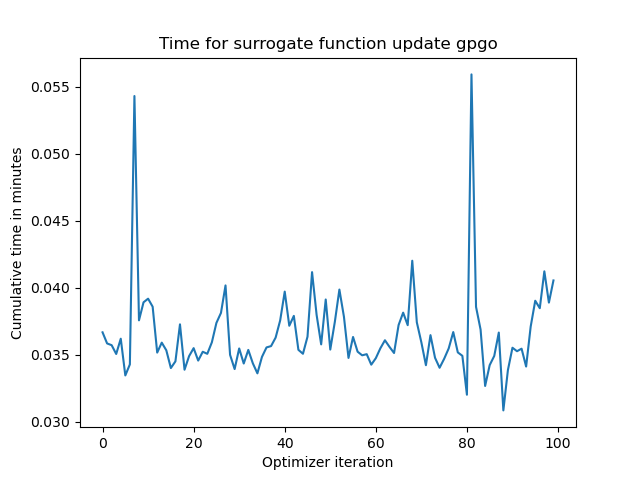 Time for surrogate function update gpgo
0.055
0.050
0.045
0.040
0.035
0.030
Cumulative time in minutes
0 20 40 60 80 100
Optimizer iteration